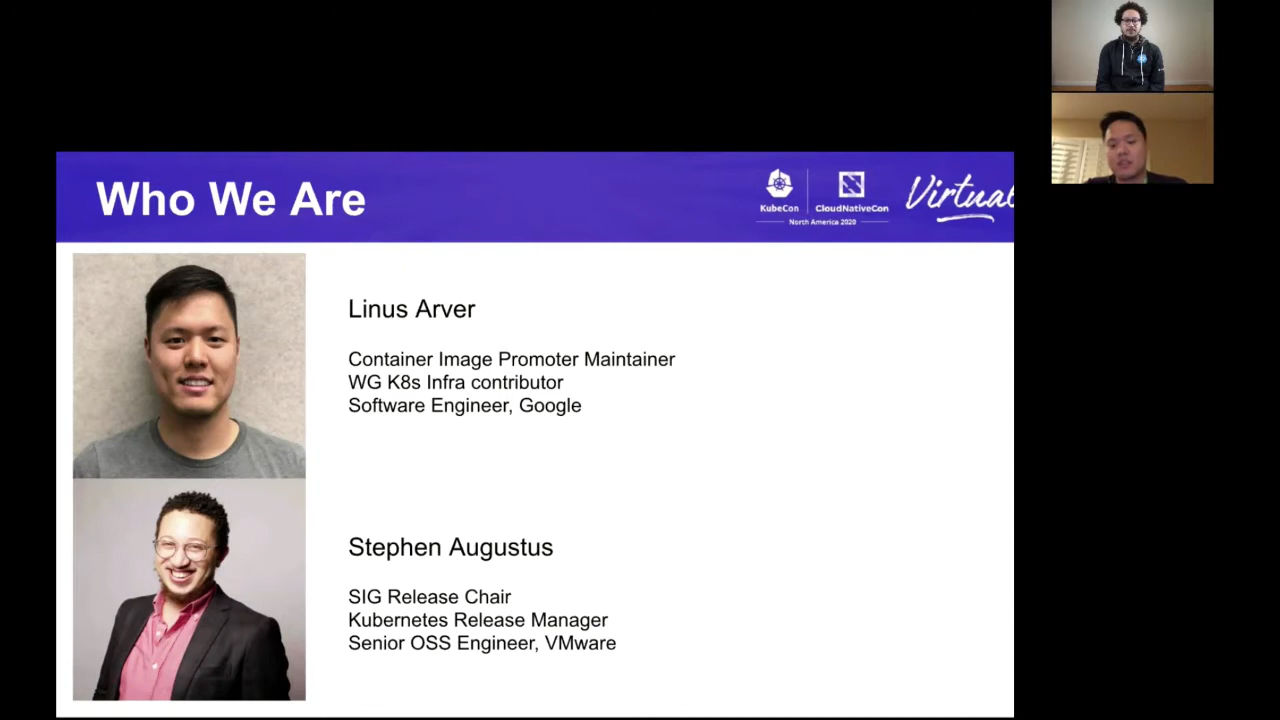 Who We Are
KubeCon
CloudNativeCon
North America 2020
Virtual
Linus Arver
Container Image Promoter Maintainer
WG K8s Infra contributor
Software Engineer, Google
Stephen Augustus
SIG Release Chair
Kubernetes Release Manager
Senior OSS Engineer, VMware